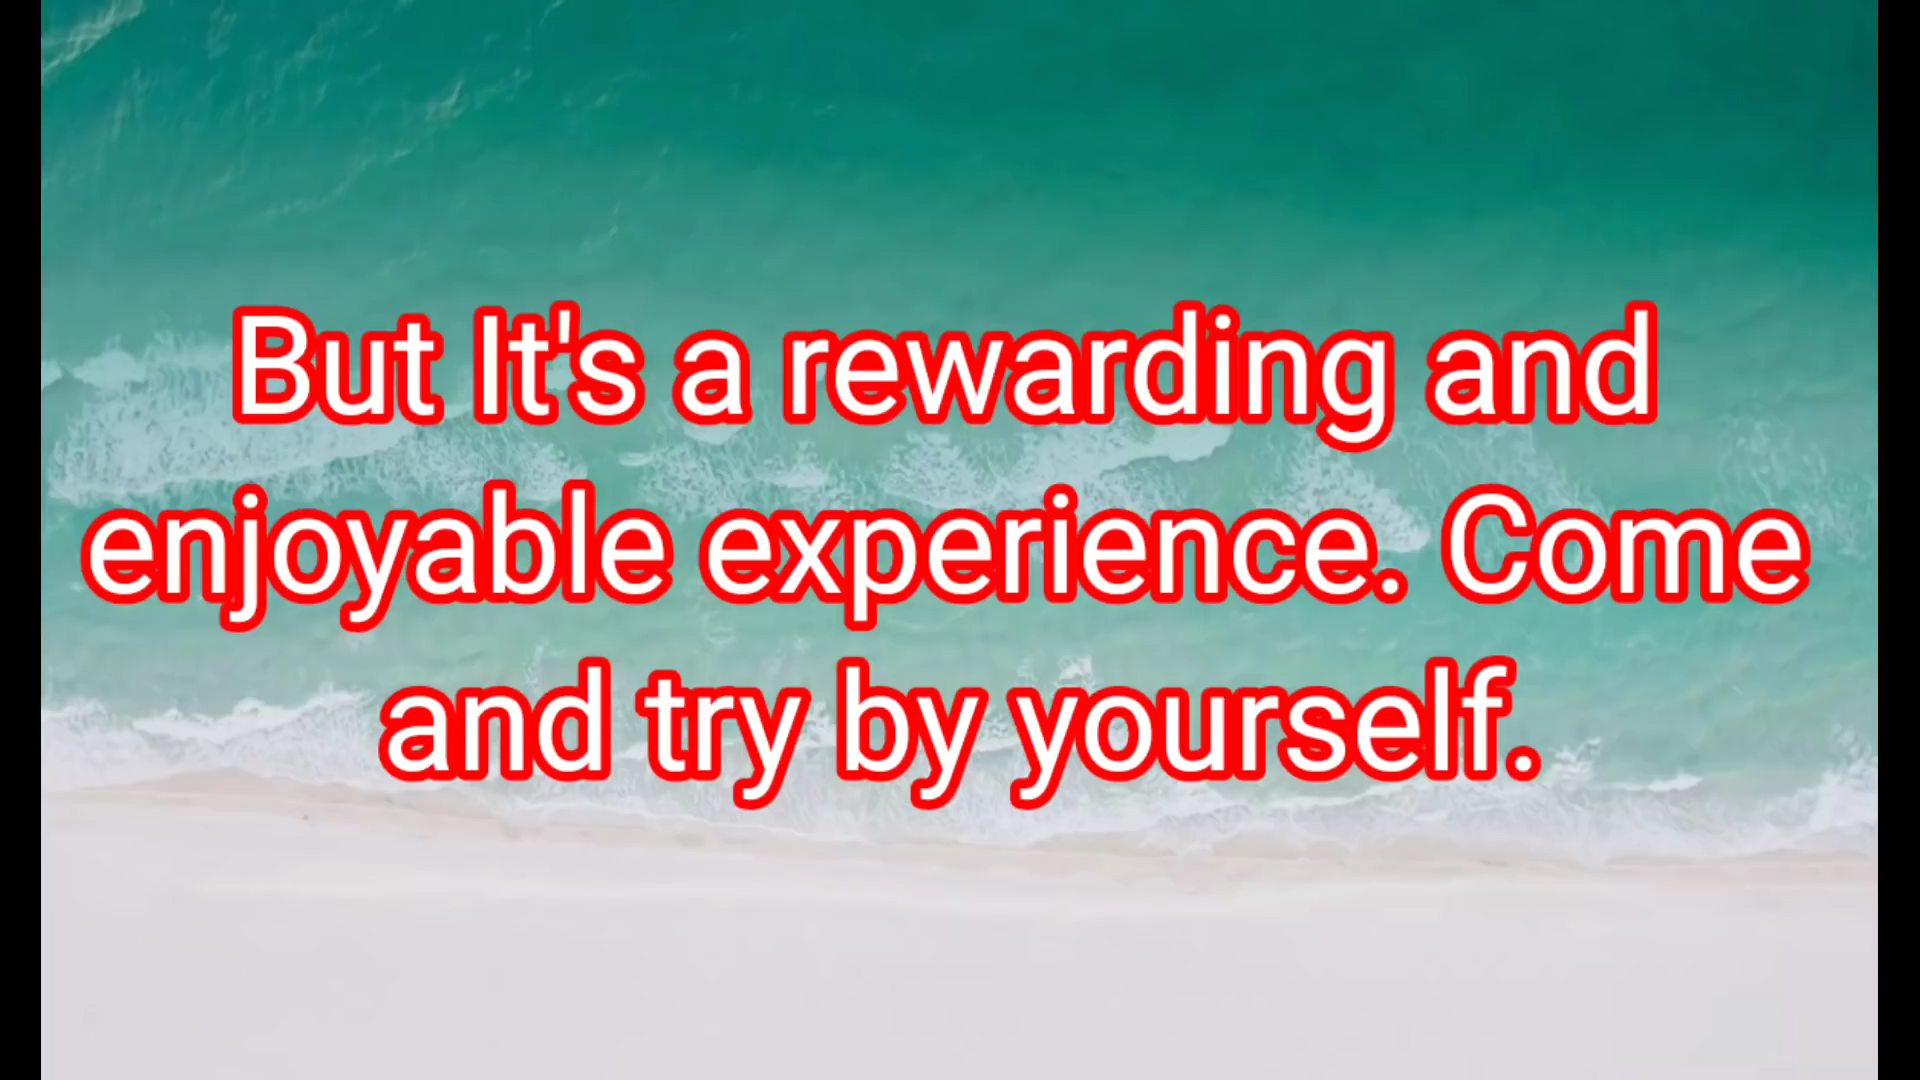 But It's a rewarding and
enjoyable experience. Come
and try by yourself.